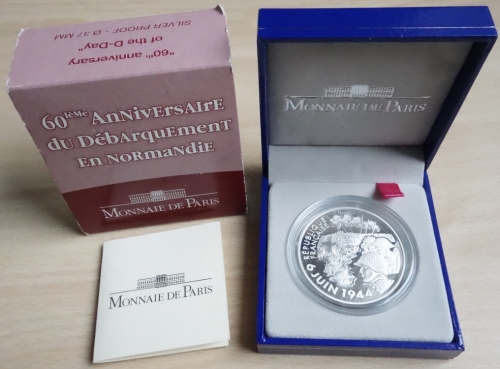 "60th anniversary
of the D-Day"
SILVER PROOF - Ø 37 MM
60ième Anniversaire
du Débarquement
en Normandie
Monnaie de Paris
Monnaie de Paris
Monnaie de Paris
RÉPUBLIQUE
FRANÇAISE
6 JUIN 1944